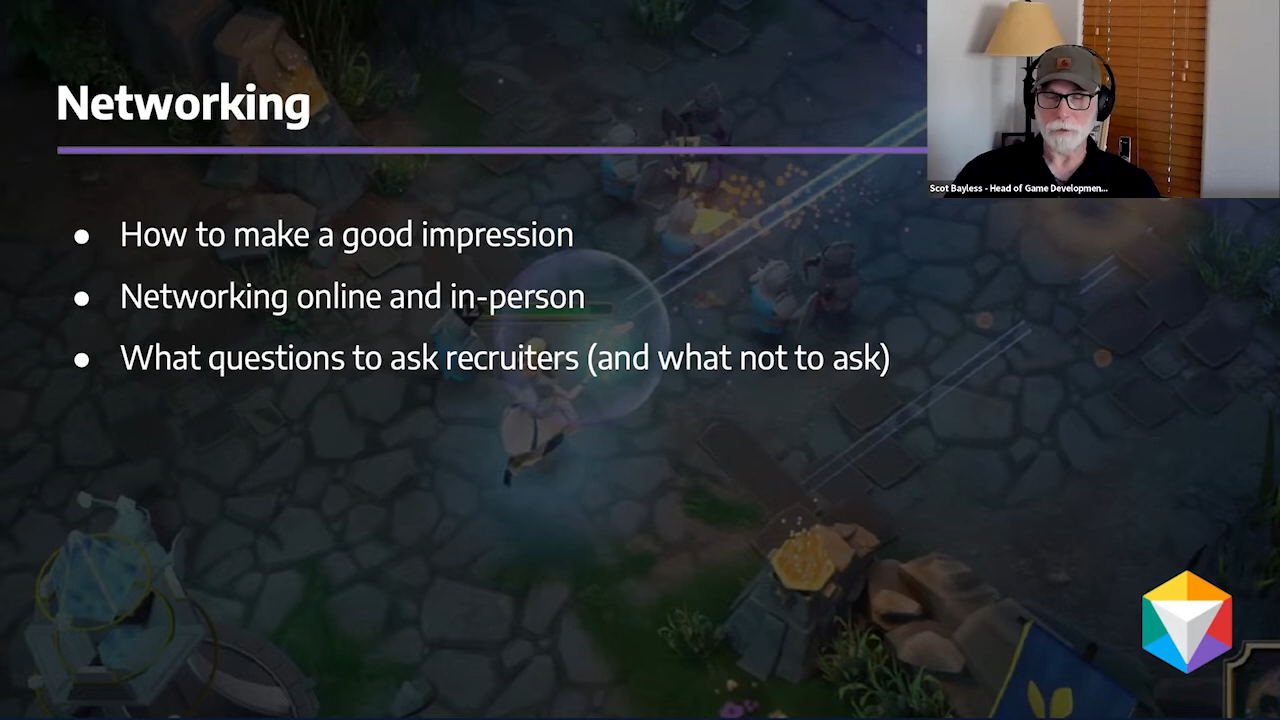 Networking
Scot Bayless - Head of Game Developmen...
● How to make a good impression
● Networking online and in-person
● What questions to ask recruiters (and what not to ask)